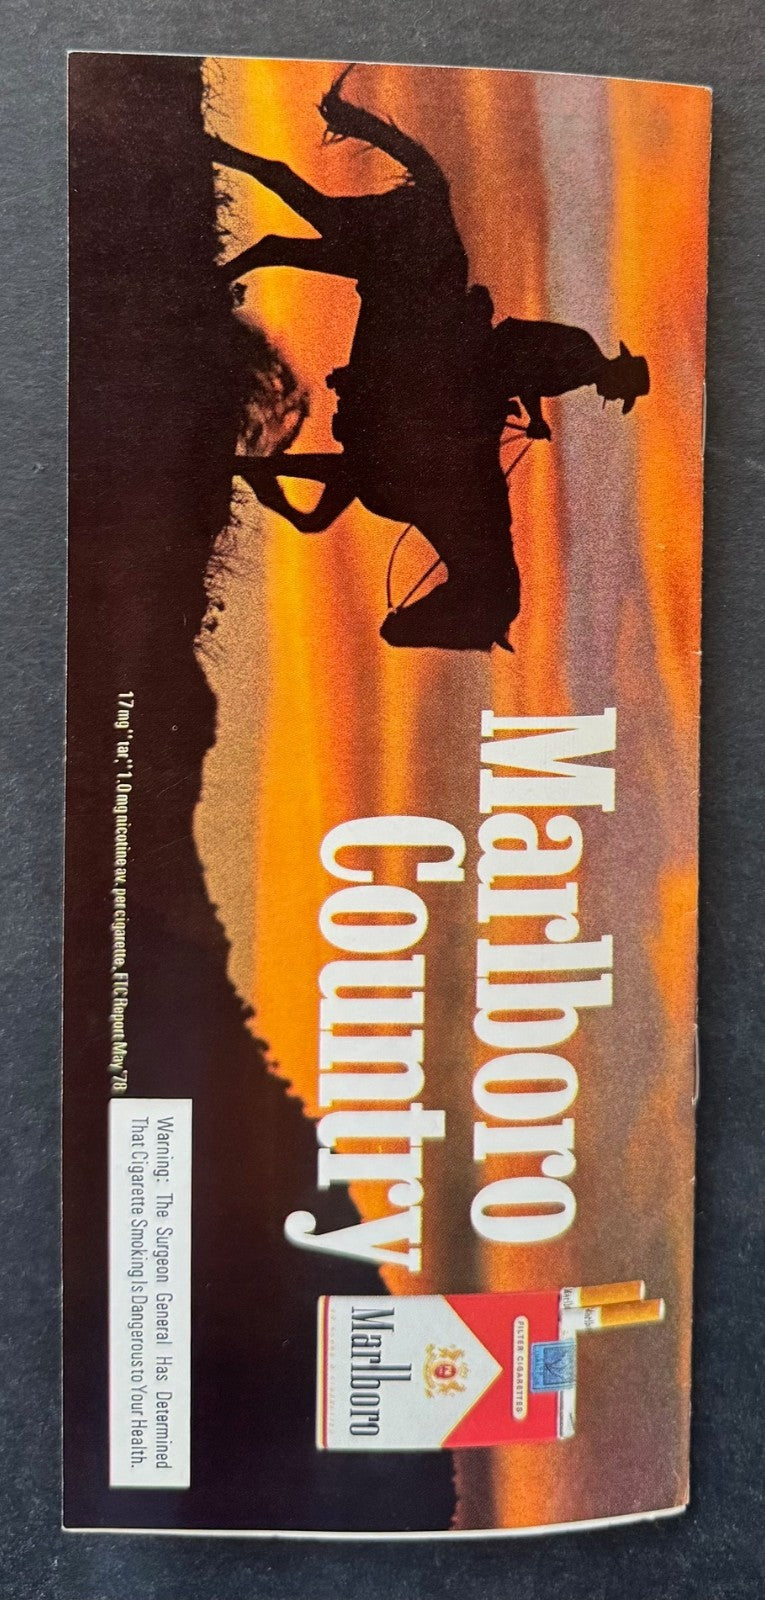 Marlboro
Country
FILTER CIGARETTES
Marlboro
17 mg "tar," 1.0 mg nicotine av. per cigarette, FTC Report May '78
Warning: The Surgeon General Has Determined
That Cigarette Smoking Is Dangerous to Your Health.